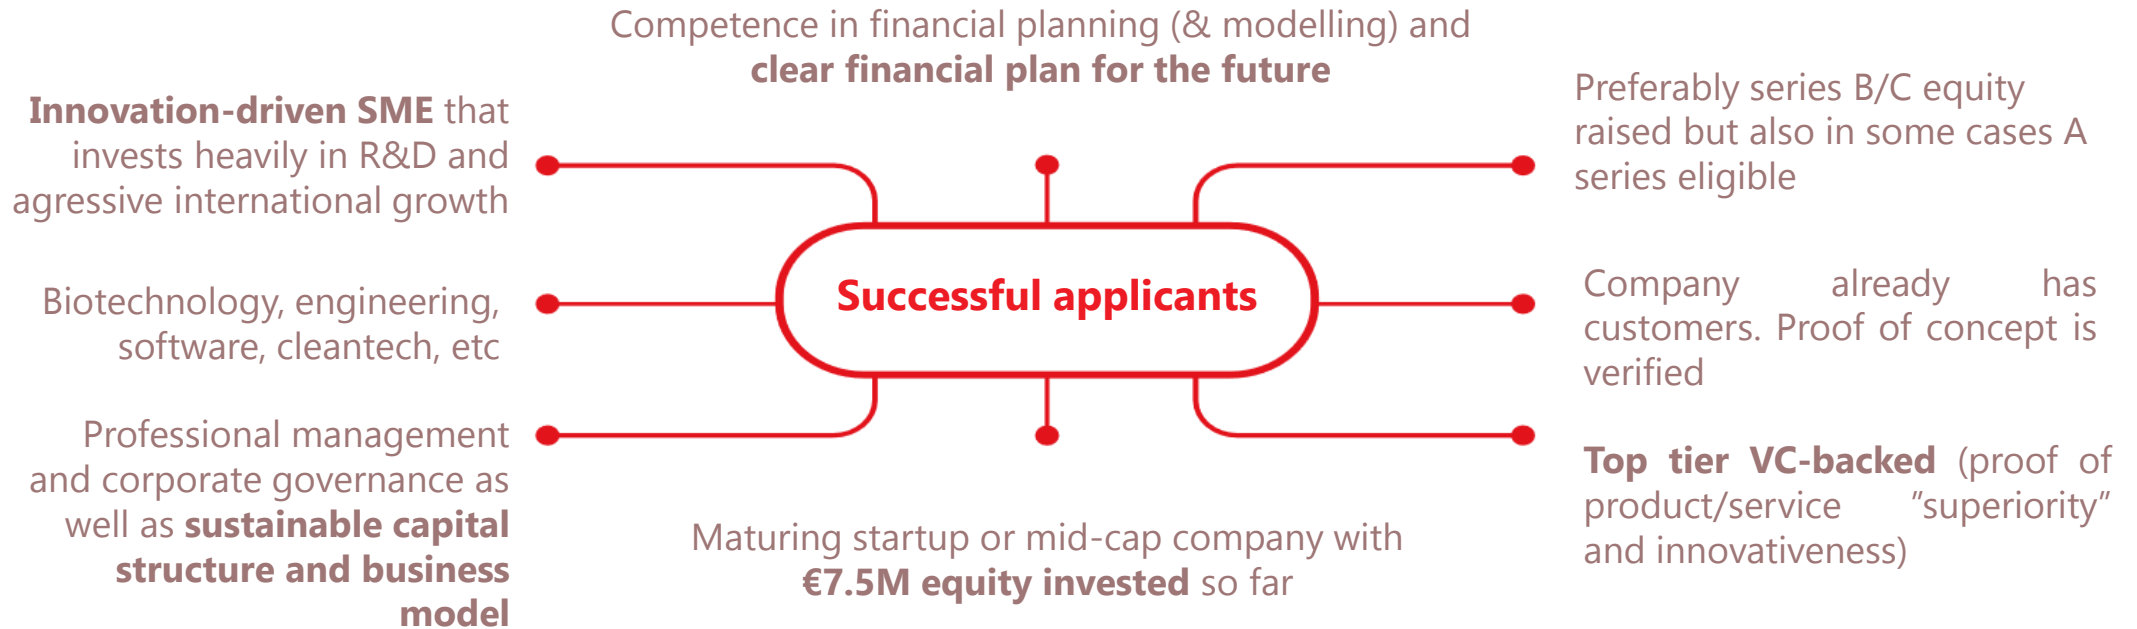 Competence in financial planning (& modelling) and
clear financial plan for the future
Innovation-driven SME that
invests heavily in R&D and
agressive international growth
Preferably series B/C equity
raised but also in some cases A
series eligible
Biotechnology, engineering,
software, cleantech, etc
Successful applicants
Company already has
customers. Proof of concept is
verified
Professional management
and corporate governance as
well as sustainable capital
structure and business
model
Maturing startup or mid-cap company with
€7.5M equity invested so far
Top tier VC-backed (proof of
product/service ”superiority”
and innovativeness)